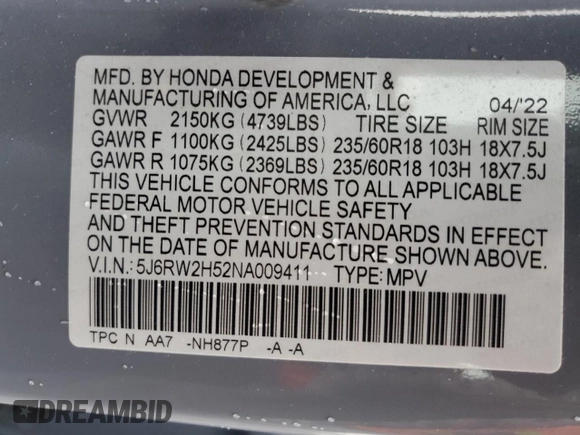 MFD. BY HONDA DEVELOPMENT &
MANUFACTURING OF AMERICA, LLC 04/'22
GVWR 2150KG (4739LBS) TIRE SIZE RIM SIZE
GAWR F 1100KG (2425LBS) 235/60R18 103H 18X7.5J
GAWR R 1075KG (2369LBS) 235/60R18 103H 18X7.5J
THIS VEHICLE CONFORMS TO ALL APPLICABLE
FEDERAL MOTOR VEHICLE SAFETY
AND THEFT PREVENTION STANDARDS IN EFFECT
ON THE DATE OF MANUFACTURE SHOWN ABOVE.
V.I.N.: 5J6RW2H52NA009411 TYPE: MPV
TPC N AA7 -NH877P -A -A
DREAMBID